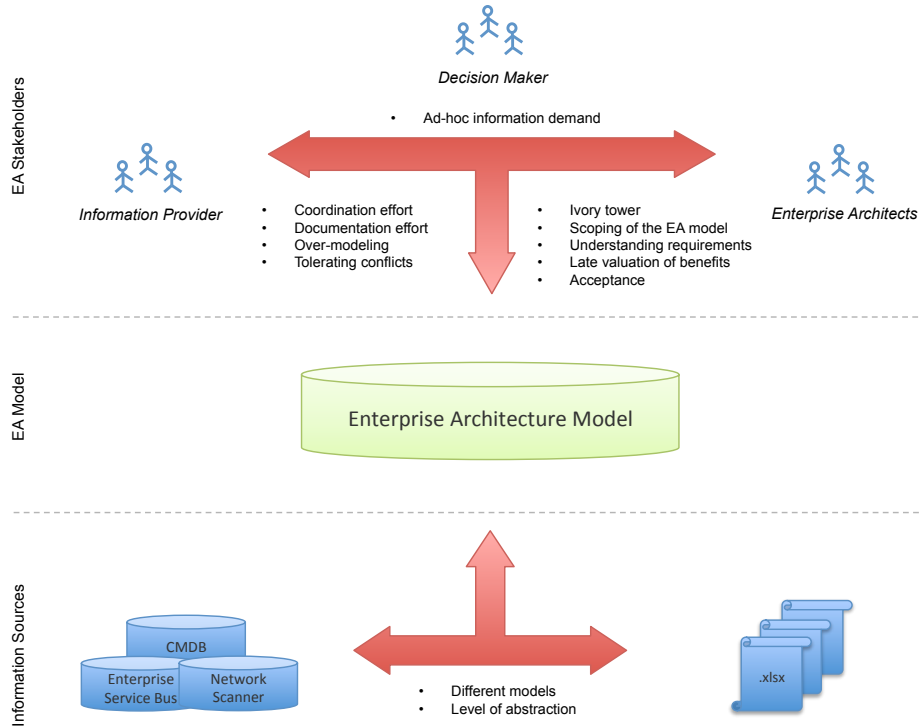 EA Stakeholders
Decision Maker
• Ad-hoc information demand
Information Provider
• Coordination effort
• Documentation effort
• Over-modeling
• Tolerating conflicts
• Ivory tower
• Scoping of the EA model
• Understanding requirements
• Late valuation of benefits
• Acceptance
Enterprise Architects
EA Model
Enterprise Architecture Model
Information Sources
CMDB
Enterprise
Service Bus
Network
Scanner
• Different models
• Level of abstraction
.xlsx